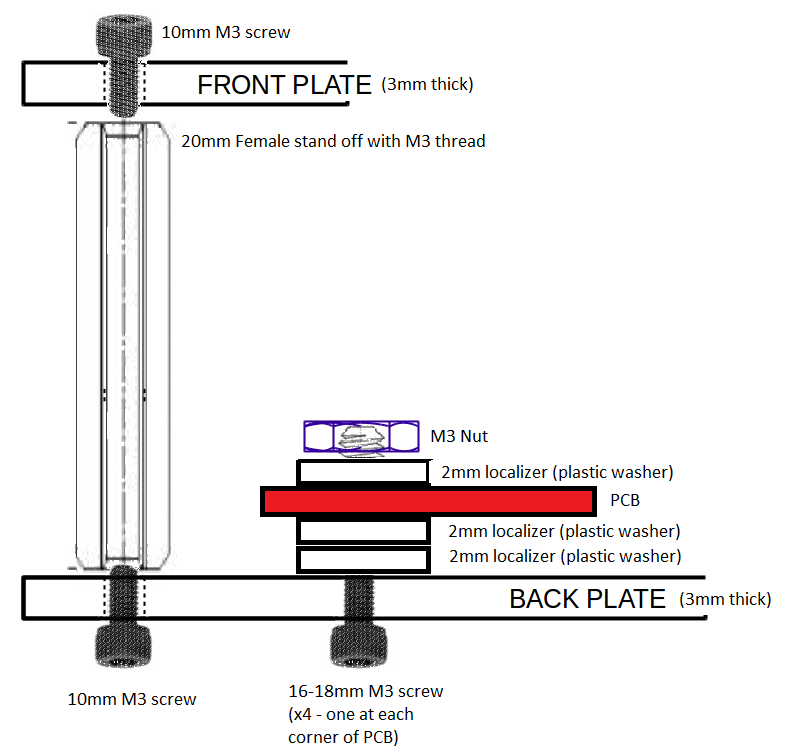 10mm M3 screw
FRONT PLATE (3mm thick)
20mm Female stand off with M3 thread
M3 Nut
2mm localizer (plastic washer)
PCB
2mm localizer (plastic washer)
2mm localizer (plastic washer)
BACK PLATE (3mm thick)
10mm M3 screw
16-18mm M3 screw
(x4 - one at each
corner of PCB)